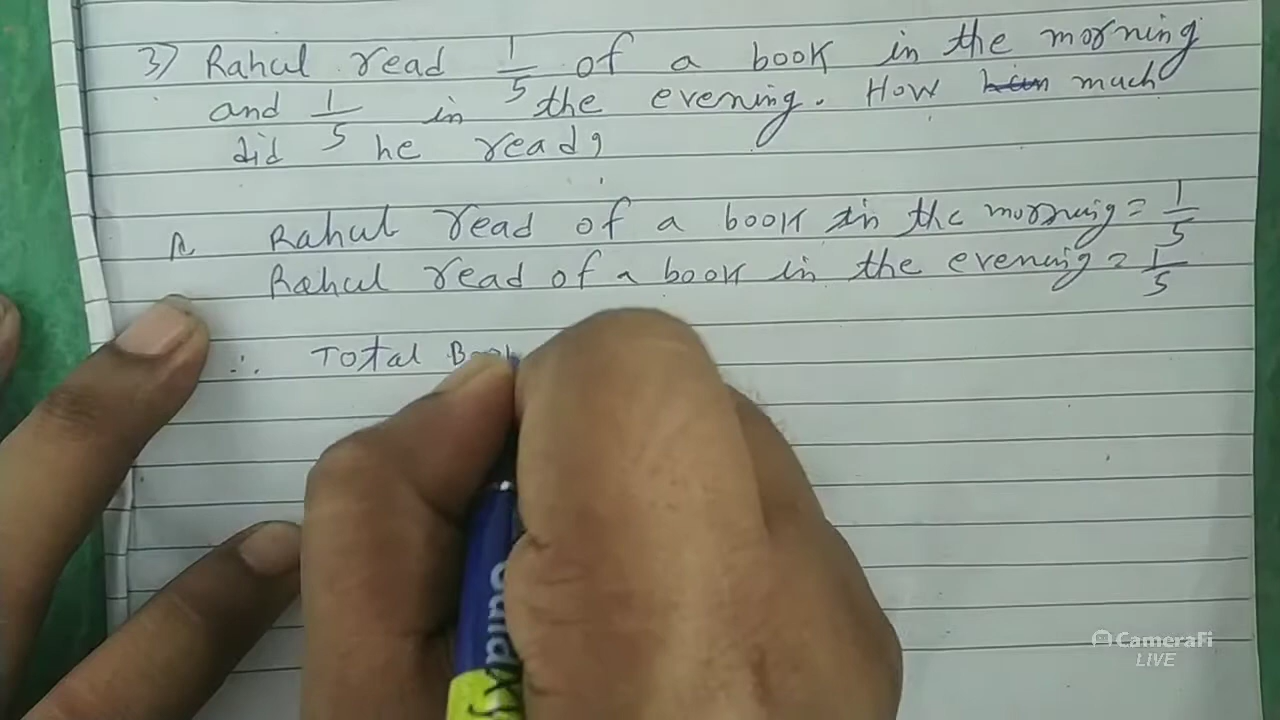 3) Rahul read 1/5 of a book in the morning
and 1/5 in the evening. How much
did he read?
A Rahul read of a book in the morning = 1/5
Rahul read of a book in the evening = 1/5
∴ Total Book
CameraFi
LIVE